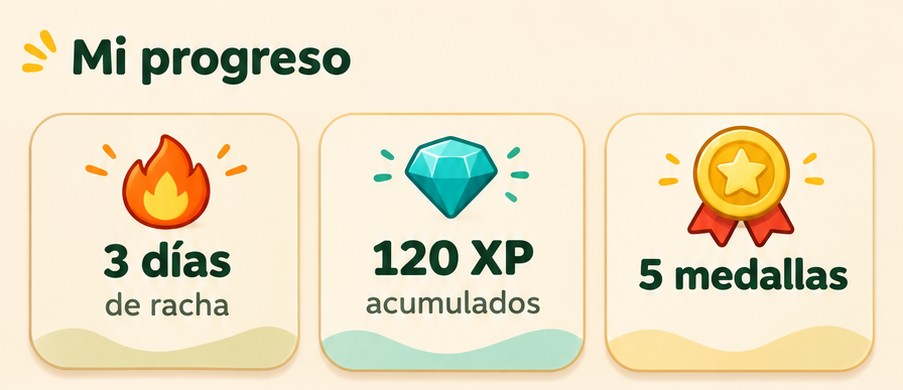 Mi progreso
3 días
de racha
120 XP
acumulados
5 medallas